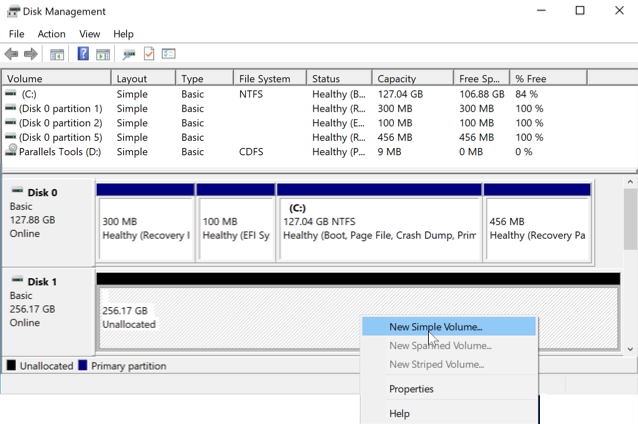 Disk Management
File Action View Help
Volume Layout Type File System Status Capacity Free Sp... % Free
(C:) Simple Basic NTFS Healthy (B... 127.04 GB 106.88 GB 84 %
(Disk 0 partition 1) Simple Basic Healthy (R... 300 MB 300 MB 100 %
(Disk 0 partition 2) Simple Basic Healthy (E... 100 MB 100 MB 100 %
(Disk 0 partition 5) Simple Basic Healthy (R... 456 MB 456 MB 100 %
Parallels Tools (D:) Simple Basic CDFS Healthy (P... 9 MB 0 MB 0 %
Disk 0
Basic
127.88 GB
Online
300 MB
Healthy (Recovery I
100 MB
Healthy (EFI Sy
(C:)
127.04 GB NTFS
Healthy (Boot, Page File, Crash Dump, Prim
456 MB
Healthy (Recovery Pa
Disk 1
Basic
256.17 GB
Online
256.17 GB
Unallocated
New Simple Volume...
New Spanned Volume...
New Striped Volume...
Properties
Help
Unallocated Primary partition